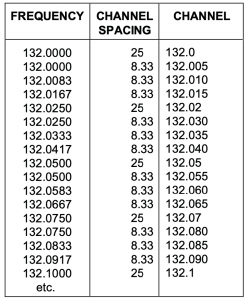 FREQUENCY CHANNEL SPACING CHANNEL
132.0000 25 132.0
132.0000 8.33 132.005
132.0083 8.33 132.010
132.0167 8.33 132.015
132.0250 25 132.02
132.0250 8.33 132.030
132.0333 8.33 132.035
132.0417 8.33 132.040
132.0500 25 132.05
132.0500 8.33 132.055
132.0583 8.33 132.060
132.0667 8.33 132.065
132.0750 25 132.07
132.0750 8.33 132.080
132.0833 8.33 132.085
132.0917 8.33 132.090
132.1000 25 132.1
etc.